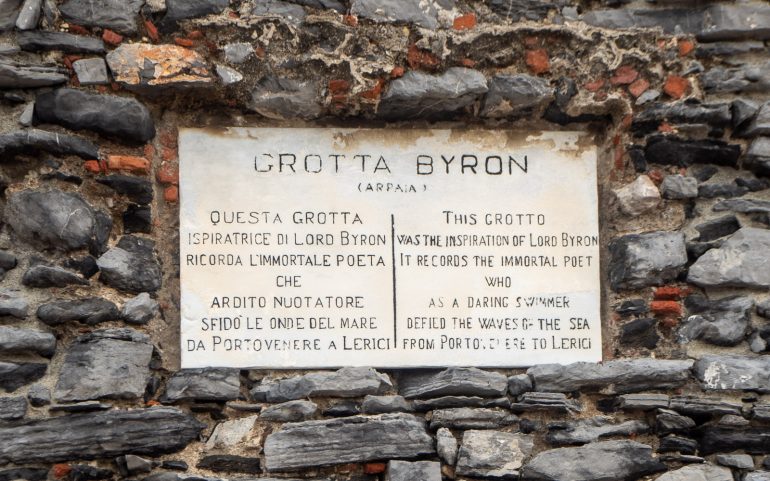 GROTTA BYRON
(ARPAIA)
QUESTA GROTTA
ISPIRATRICE DI LORD BYRON
RICORDA L'IMMORTALE POETA
CHE
ARDITO NUOTATORE
SFIDÒ LE ONDE DEL MARE
DA PORTOVENERE A LERICI
THIS GROTTO
WAS THE INSPIRATION OF LORD BYRON
IT RECORDS THE IMMORTAL POET
WHO
AS A DARING SWIMMER
DEFIED THE WAVES OF THE SEA
FROM PORTOVENERE TO LERICI